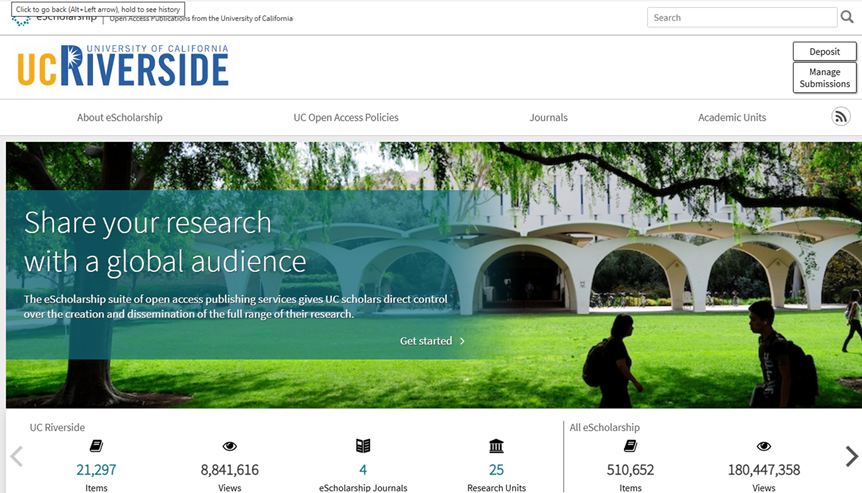 Click to go back (Alt+Left arrow), hold to see history
eScholarship
Open Access Publications from the University of California
Search
UNIVERSITY OF CALIFORNIA
UC RIVERSIDE
Deposit
Manage
Submissions
About eScholarship
UC Open Access Policies
Journals
Academic Units
Share your research
with a global audience
The eScholarship suite of open access publishing services gives UC scholars direct control
over the creation and dissemination of the full range of their research.
Get started
UC Riverside
All eScholarship
21,297
8,841,616
4
25
510,652
180,447,358
Items
Views
eScholarship Journals
Research Units
Items
Views